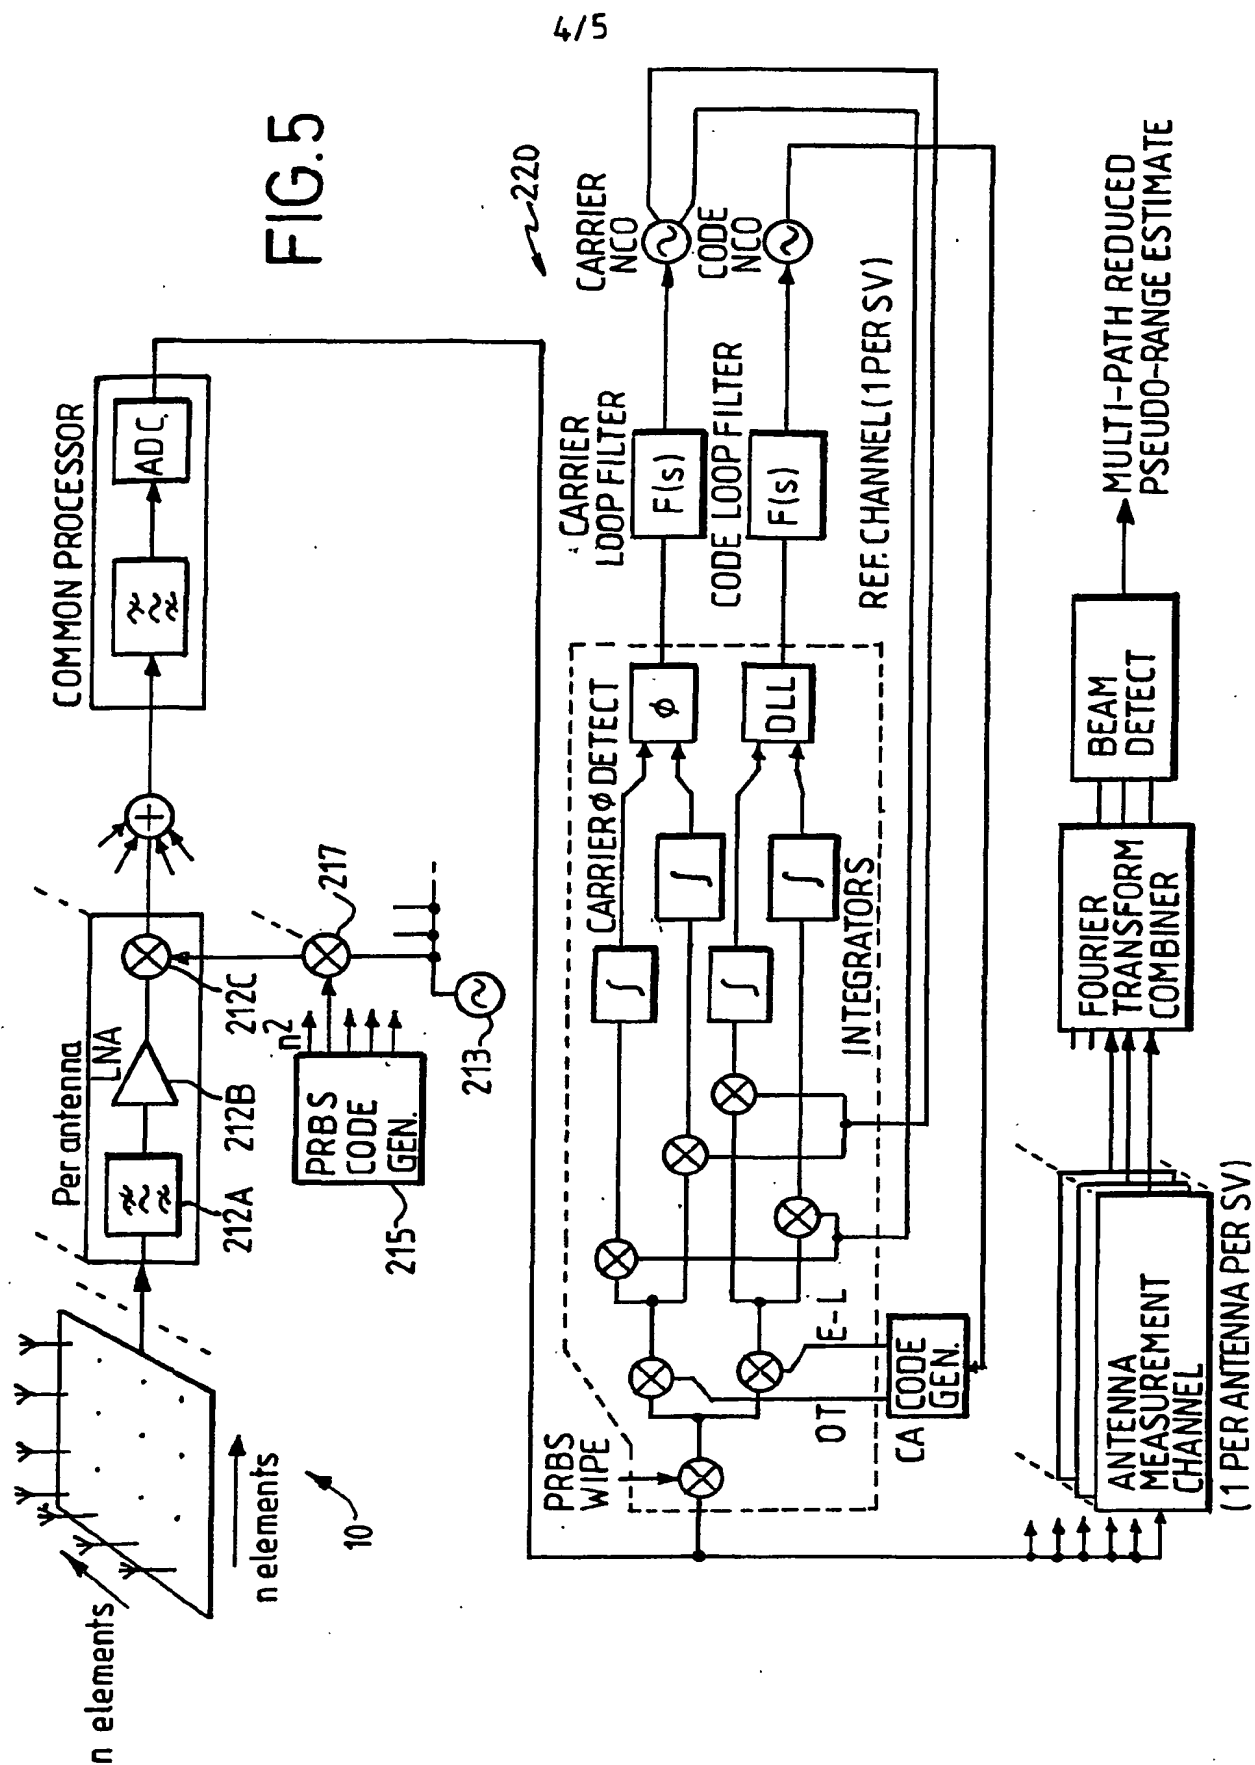 4/5
FIG.5
n elements
n elements
10
Per antenna
LNA
212A
212B
212C
n2
PRBS
CODE
GEN.
215
217
213
+
COMMON PROCESSOR
ADC.
220
PRBS
WIPE
OT
E-L
CA
CODE
GEN.
CARRIER Φ DETECT
∫
∫
∫
∫
INTEGRATORS
Φ
DLL
CARRIER
LOOP FILTER
F(s)
CODE LOOP FILTER
F(s)
CARRIER
NCO
CODE
NCO
REF. CHANNEL (1 PER SV)
ANTENNA
MEASUREMENT
CHANNEL
(1 PER ANTENNA PER SV)
FOURIER
TRANSFORM
COMBINER
BEAM
DETECT
MULTI-PATH REDUCED
PSEUDO-RANGE ESTIMATE